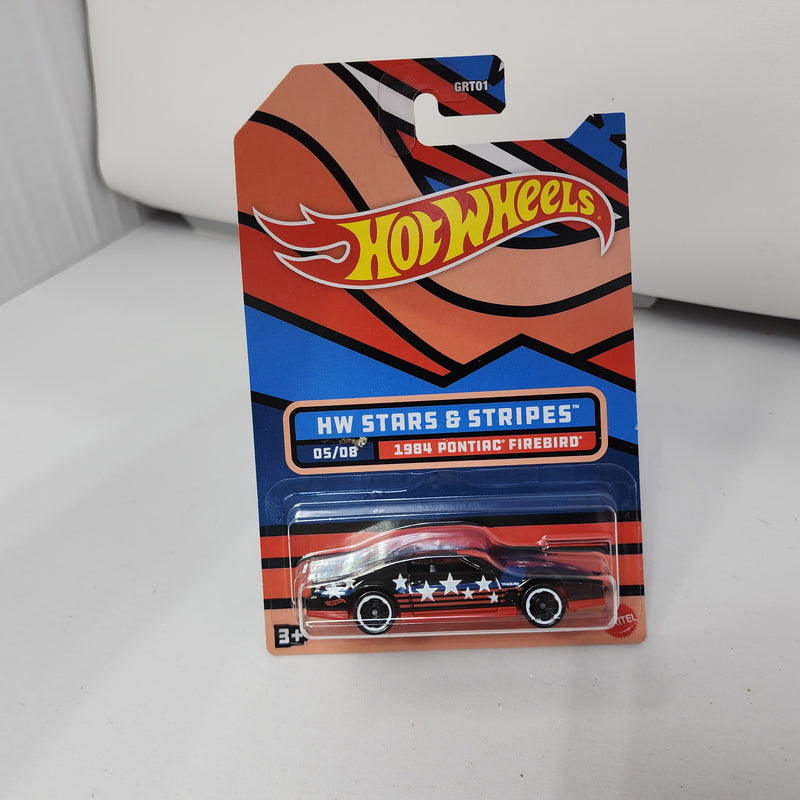 GRT01
HOT WHEELS®
HW STARS & STRIPES™
05/08 1984 PONTIAC® FIREBIRD®
3+
MATTEL